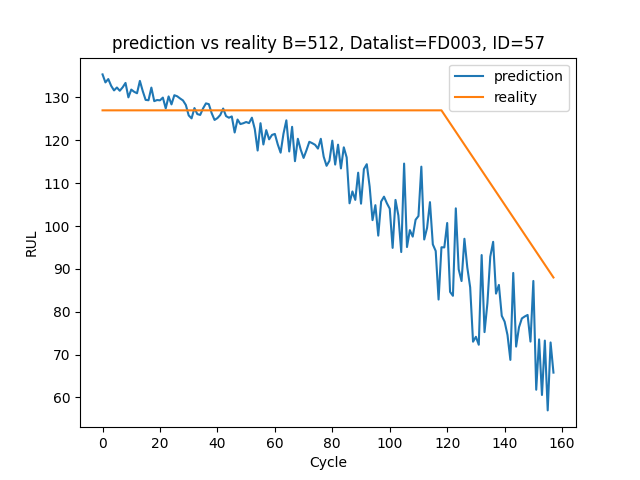 prediction vs reality B=512, Datalist=FD003, ID=57
prediction
reality
RUL
130
120
110
100
90
80
70
60
0 20 40 60 80 100 120 140 160
Cycle